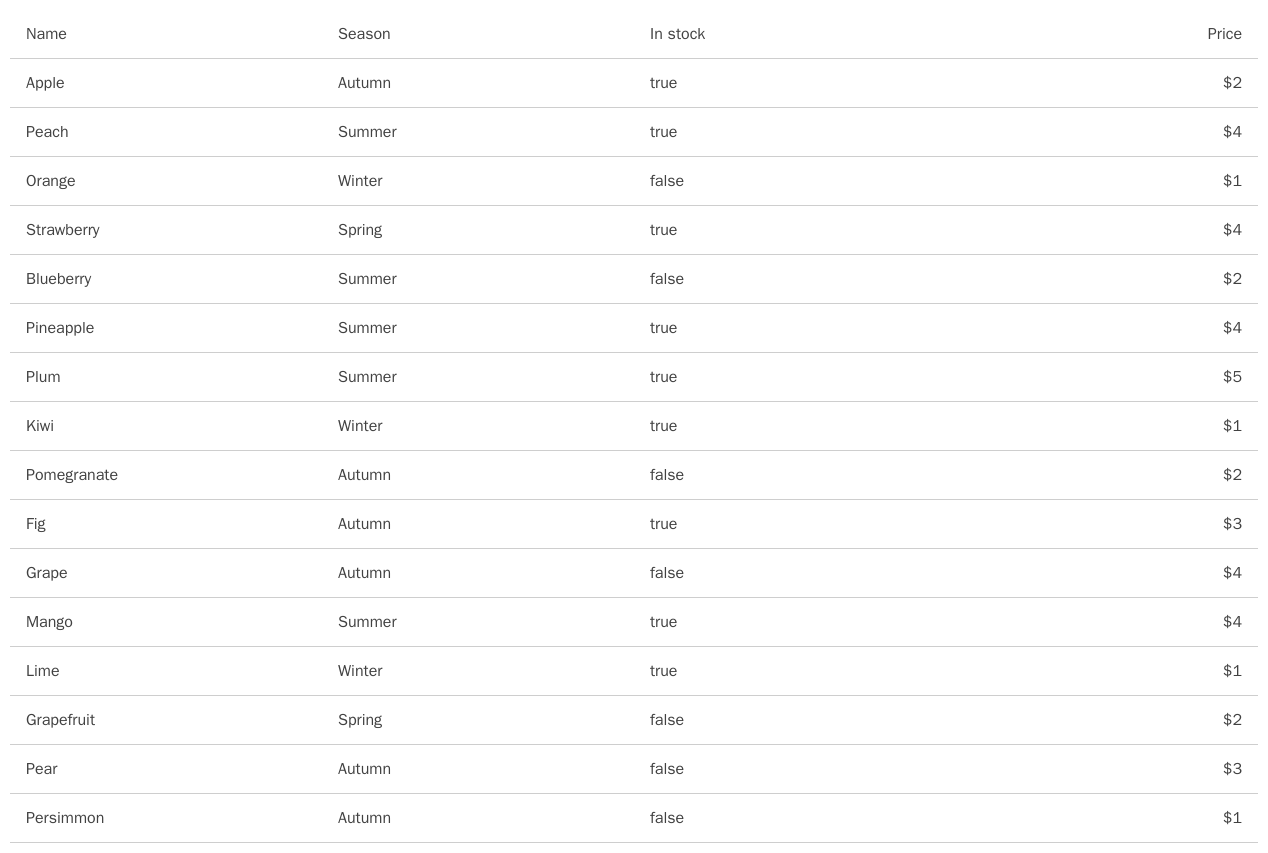 Name Season In stock Price
Apple Autumn true $2
Peach Summer true $4
Orange Winter false $1
Strawberry Spring true $4
Blueberry Summer false $2
Pineapple Summer true $4
Plum Summer true $5
Kiwi Winter true $1
Pomegranate Autumn false $2
Fig Autumn true $3
Grape Autumn false $4
Mango Summer true $4
Lime Winter true $1
Grapefruit Spring false $2
Pear Autumn false $3
Persimmon Autumn false $1